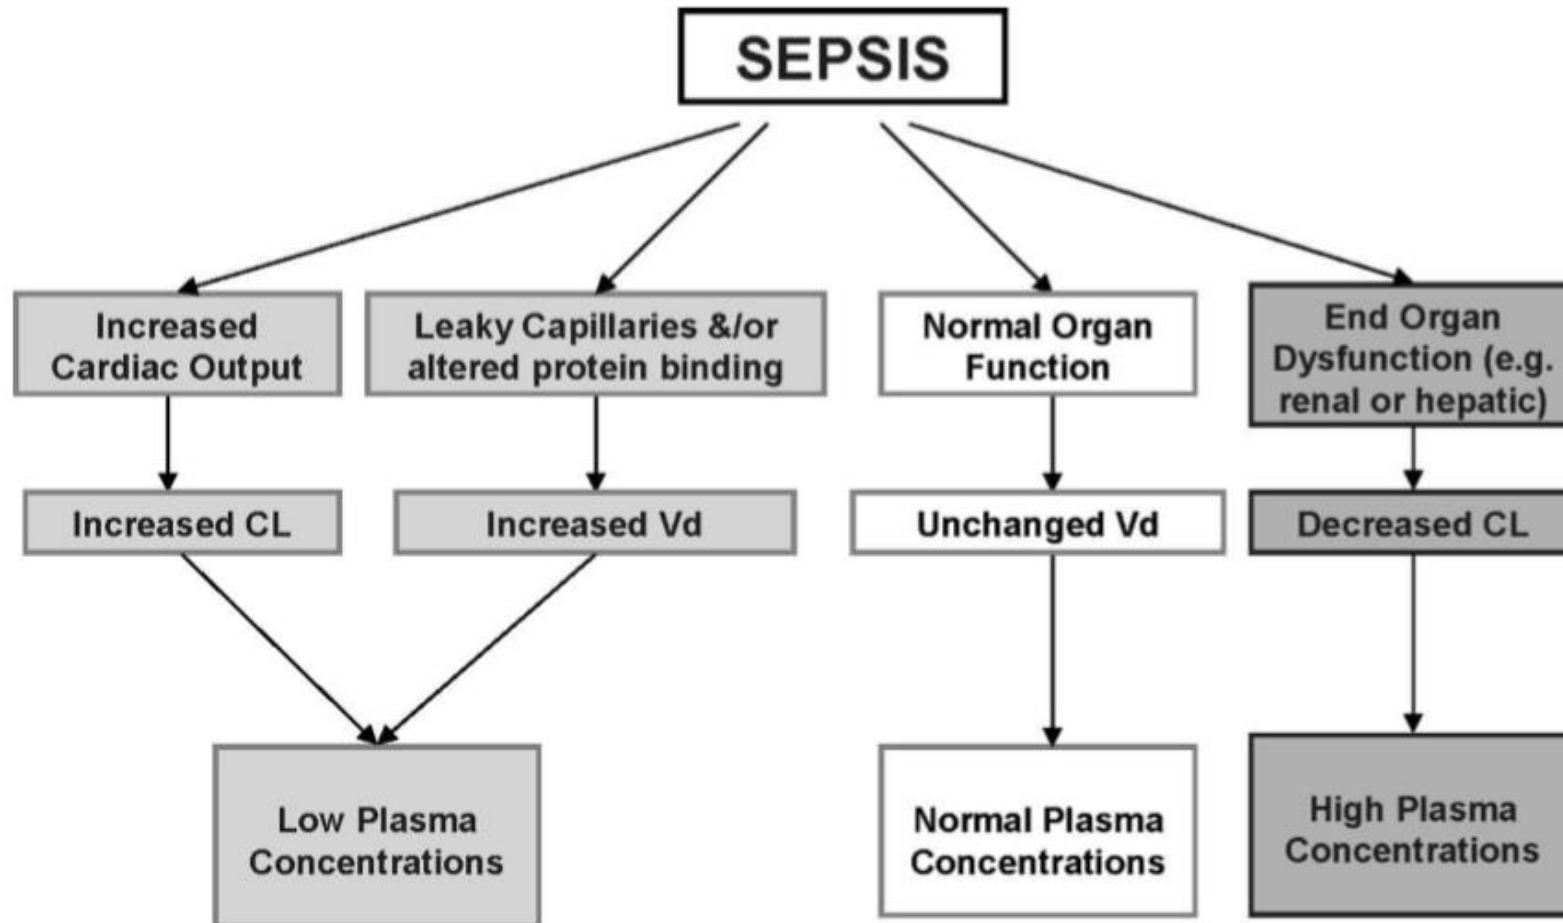 SEPSIS
Increased
Cardiac Output
Leaky Capillaries &/or
altered protein binding
Normal Organ
Function
End Organ
Dysfunction (e.g.
renal or hepatic)
Increased CL
Increased Vd
Unchanged Vd
Decreased CL
Low Plasma
Concentrations
Normal Plasma
Concentrations
High Plasma
Concentrations